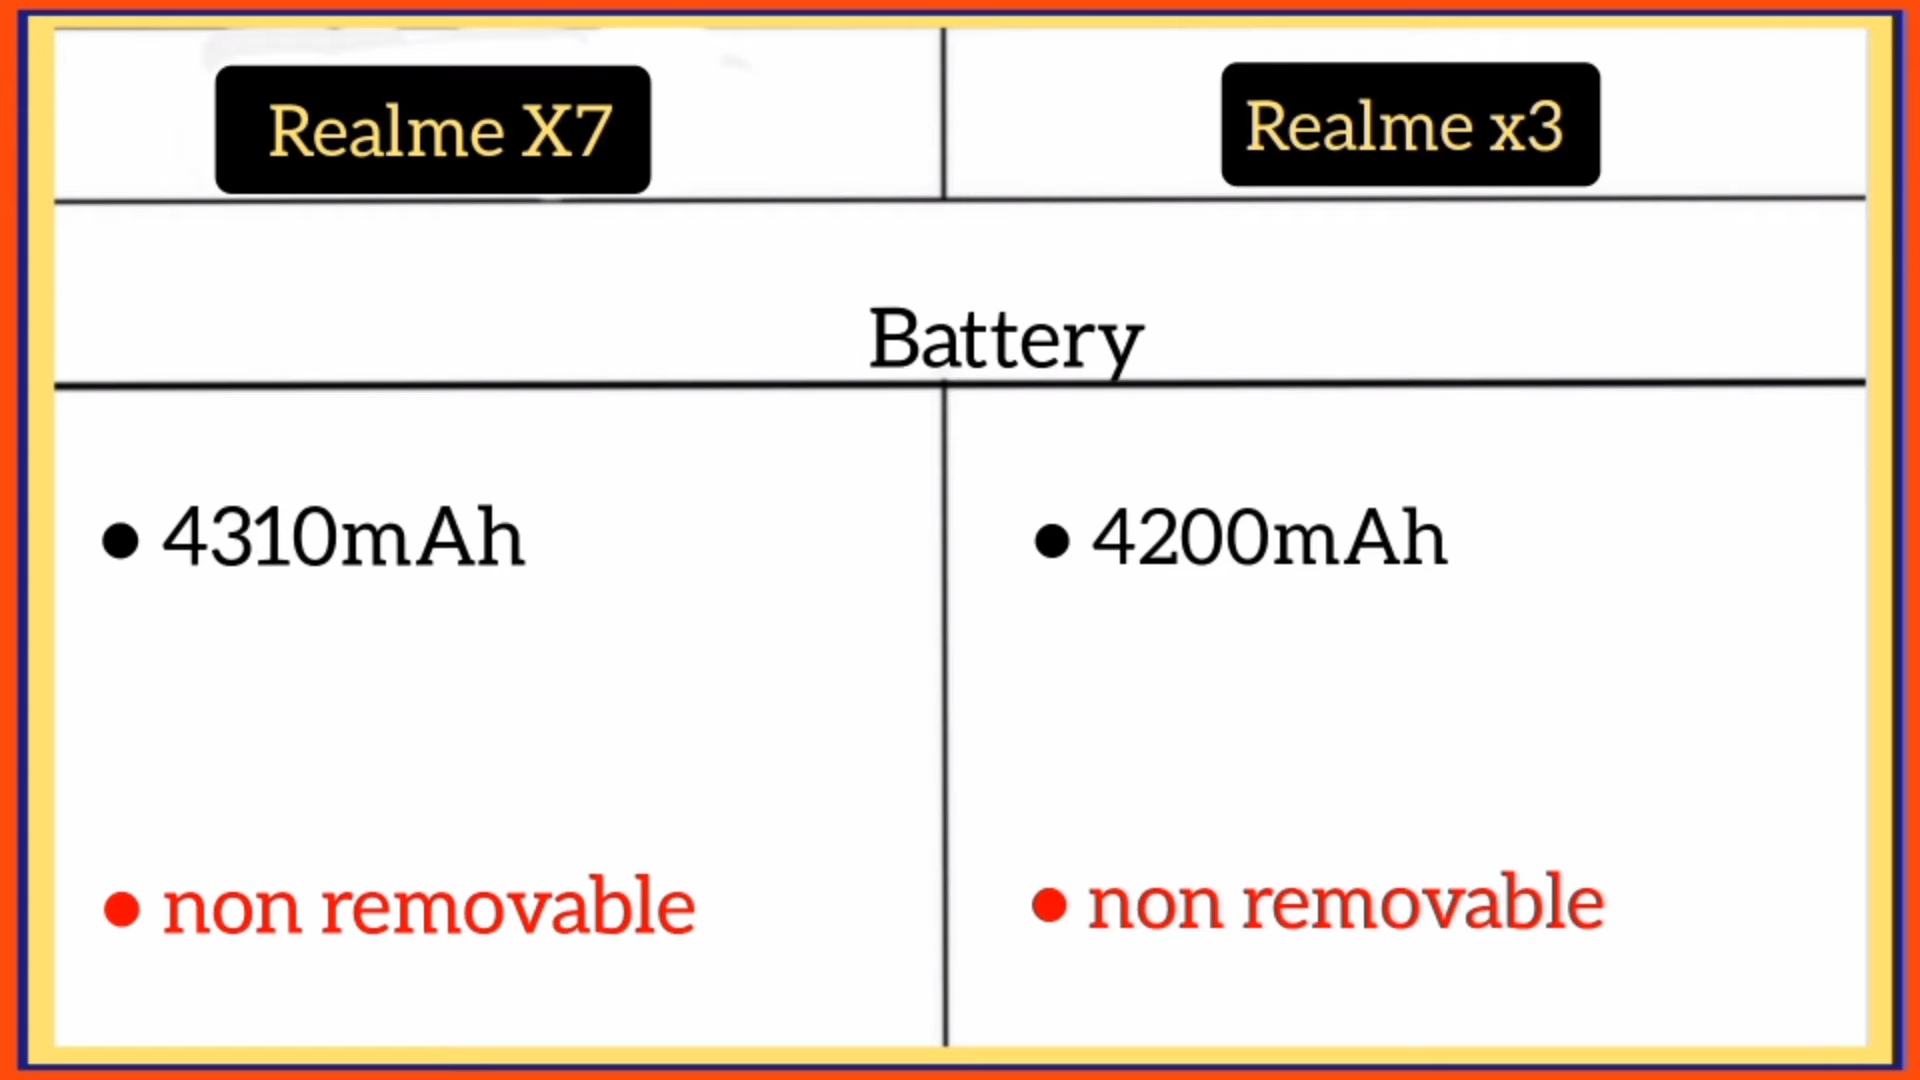 Realme X7
Realme x3
Battery
● 4310mAh
● 4200mAh
● non removable
● non removable